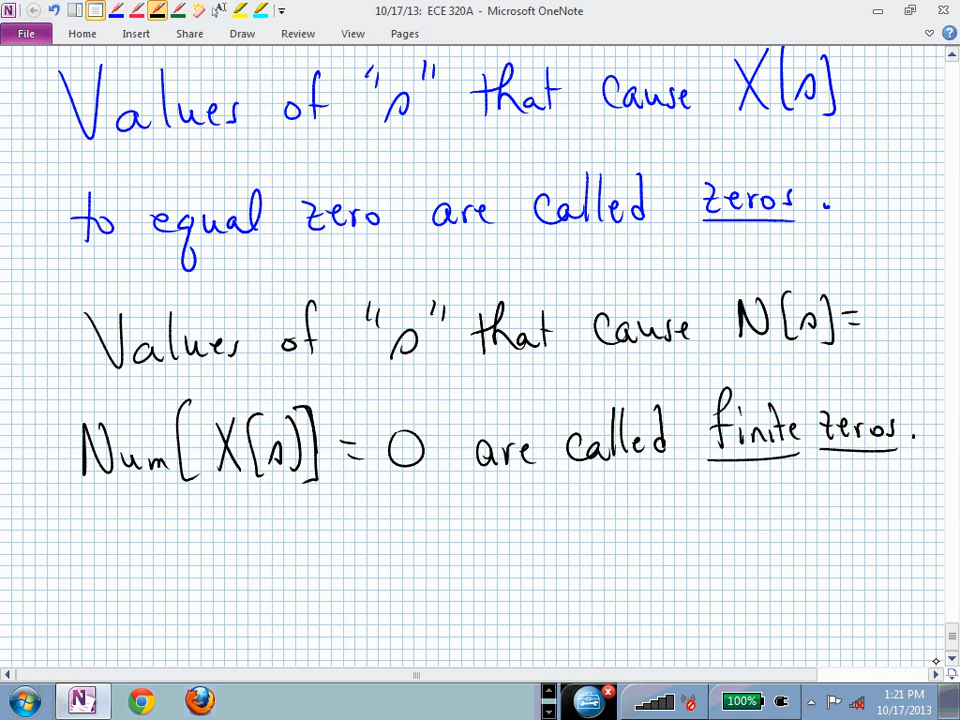 10/17/13: ECE 320A - Microsoft OneNote
File Home Insert Share Draw Review View Pages
Values of "s" that cause X[s]
to equal zero are called zeros.
Values of "s" that cause N[s]=
Num[X[s]] = 0 are called finite zeros.
100%
1:21 PM
10/17/2013